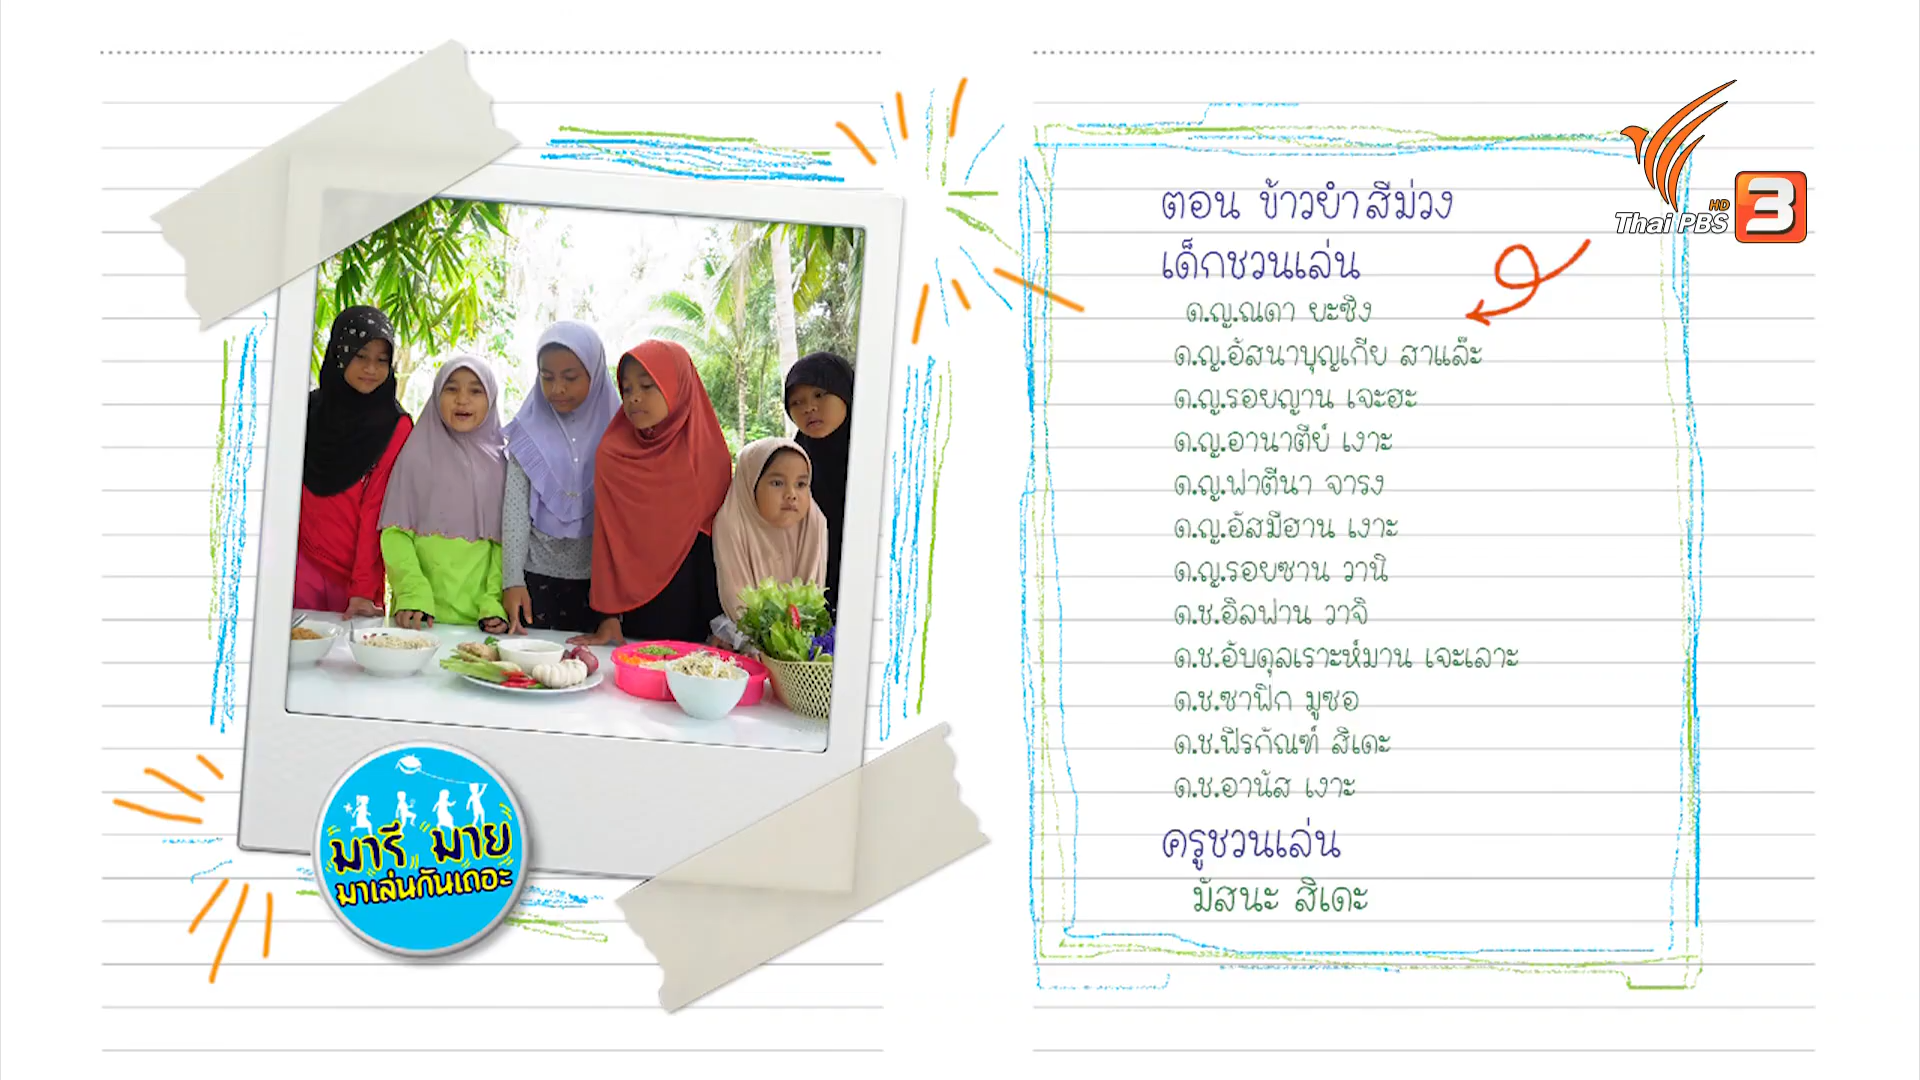 ตอน ข้าวยำสีม่วง
เด็กชวนเล่น
ด.ญ.ณดา ยะซิง
ด.ญ.อัสนาบุญเกีย สาแล๊ะ
ด.ญ.รอยญาน เจะฮะ
ด.ญ.อานาตีย์ เงาะ
ด.ญ.ฟาตีนา จารง
ด.ญ.อัสมีฮาน เงาะ
ด.ญ.รอยซาน วานิ
ด.ช.อิลฟาน วาจิ
ด.ช.อับดุลเราะห์มาน เจะเลาะ
ด.ช.ซาฟิก มูซอ
ด.ช.ฟิรกัณฑ์ สิเดะ
ด.ช.อานัส เงาะ
ครูชวนเล่น
มัสนะ สิเดะ
มารี มาย
มาเล่นกันเถอะ
HD
Thai PBS 3